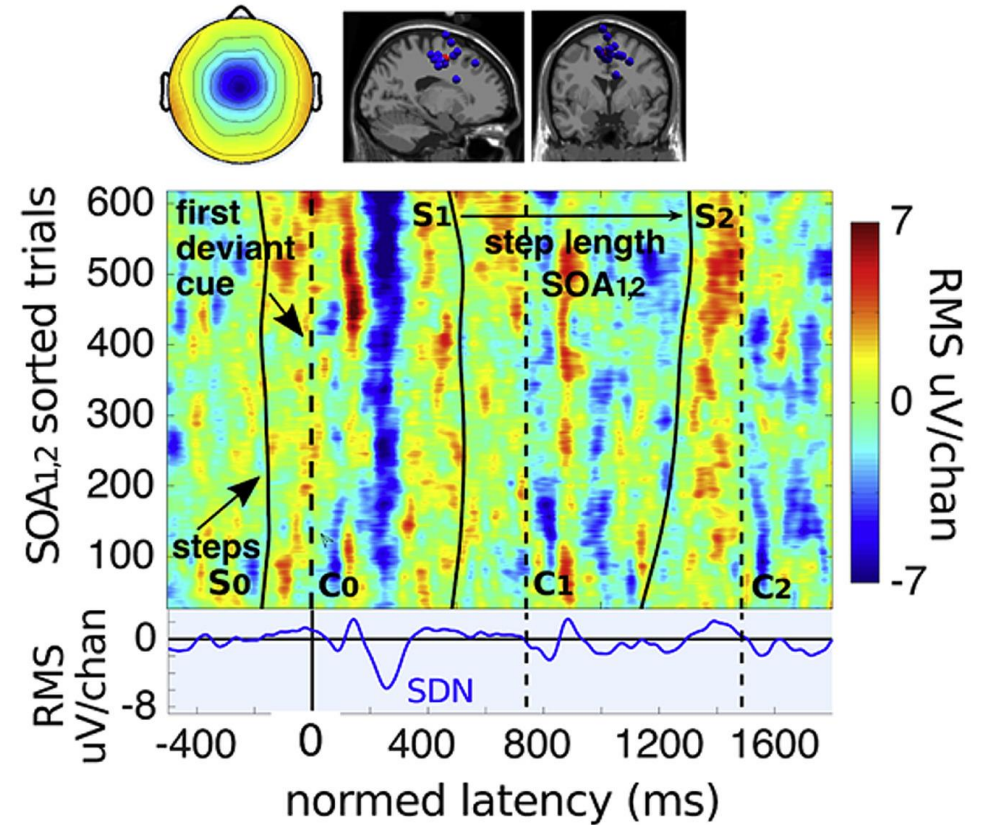 SOA1,2 sorted trials
600
500
400
300
200
100
first
deviant
cue
S1
step length
SOA1,2
S2
steps
S0
C0
C1
C2
7
0
-7
RMS uV/chan
RMS
uV/chan
0
-8
SDN
-400
0
400
800
1200
1600
normed latency (ms)